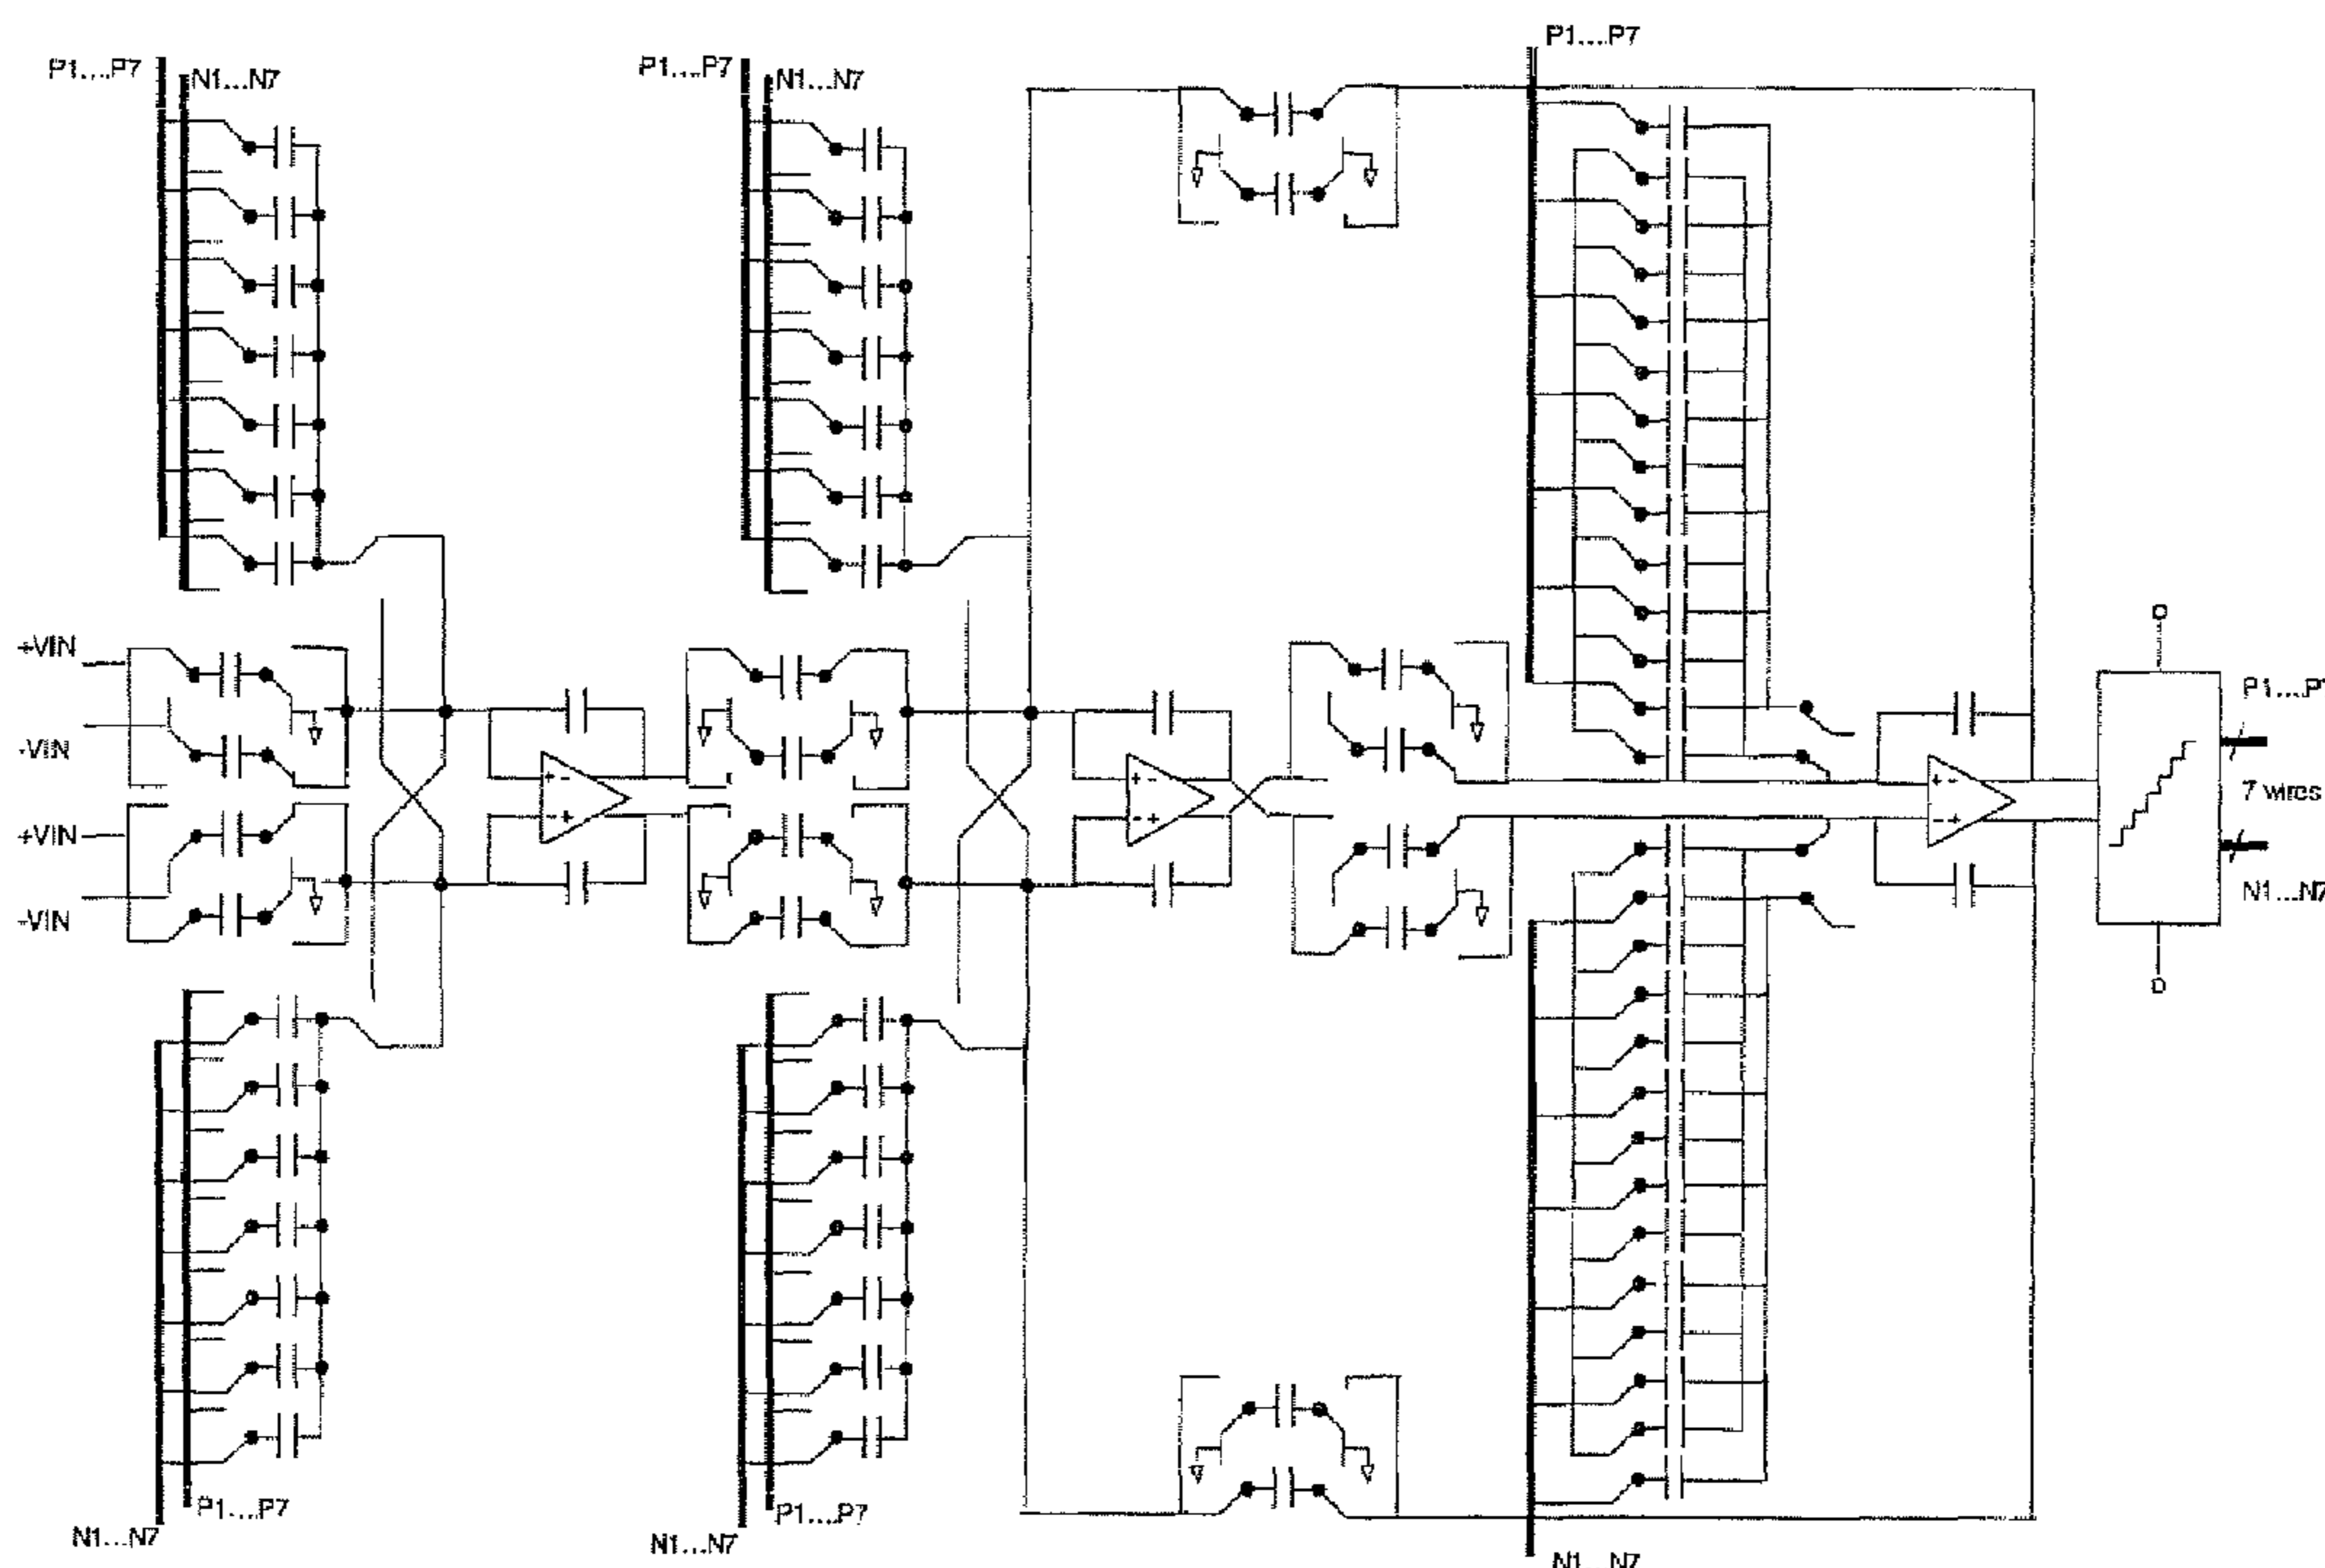 P1....P7
N1...N7
P1....P7
N1...N7
P1....P7
+VIN
-VIN
+VIN
-VIN
+ -
- +
+ -
- +
+ -
- +
D
7 wires
N1...N7
D
P1....P7
N1...N7
P1....P7
N1...N7
N1...N7